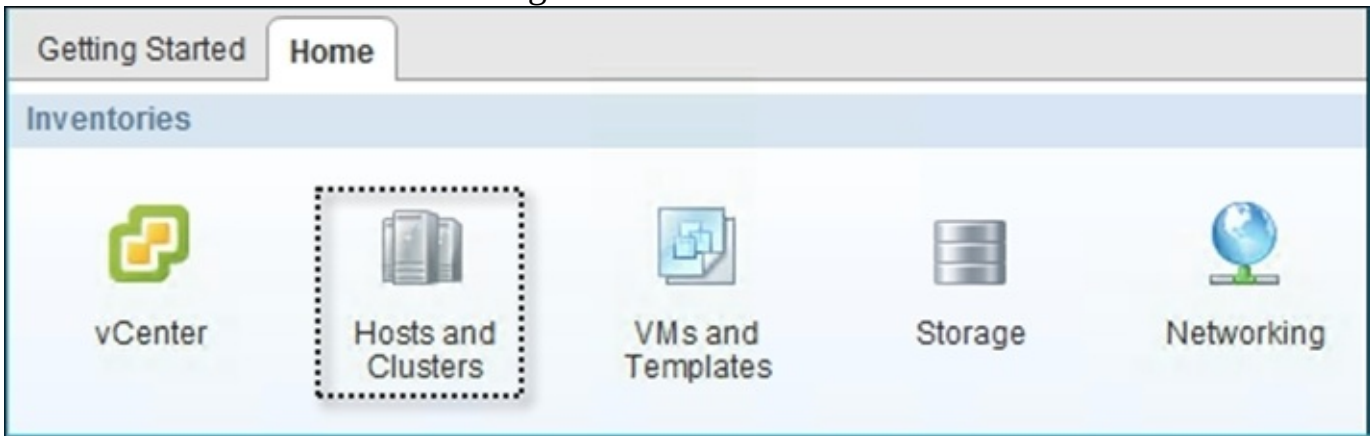 Getting Started Home
Inventories
vCenter Hosts and Clusters VMs and Templates Storage Networking